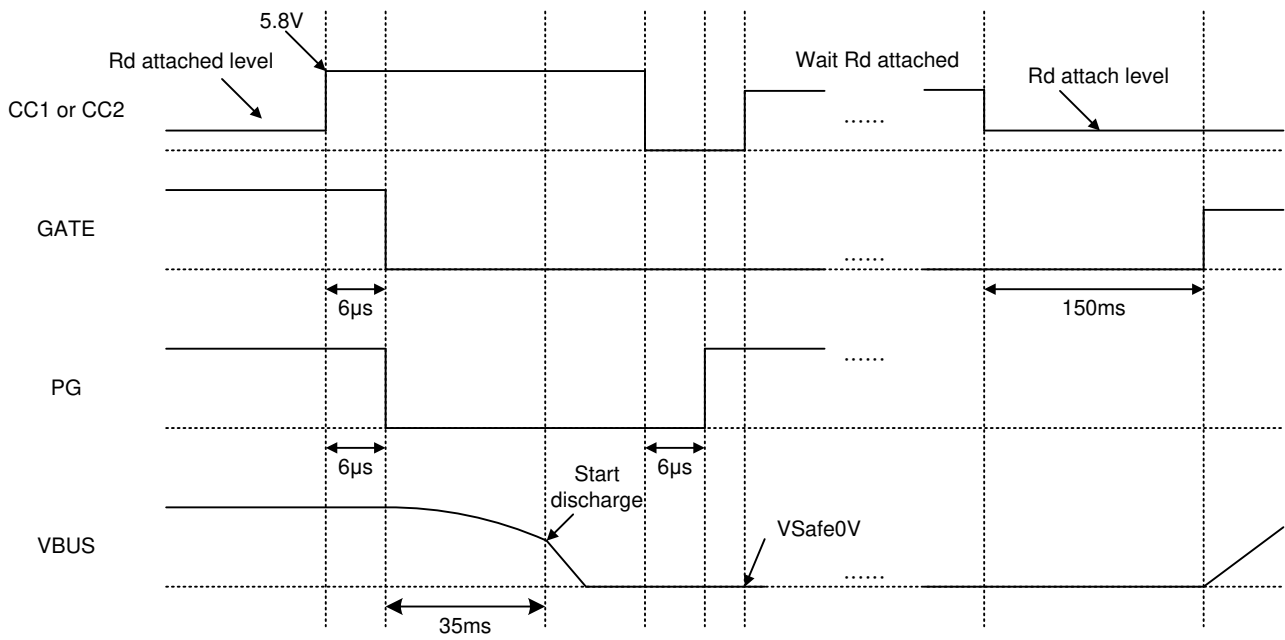 5.8V
Rd attached level
Wait Rd attached
Rd attach level
CC1 or CC2
......
GATE
......
6µs
150ms
PG
......
6µs
6µs
Start
discharge
VSafe0V
VBUS
......
35ms